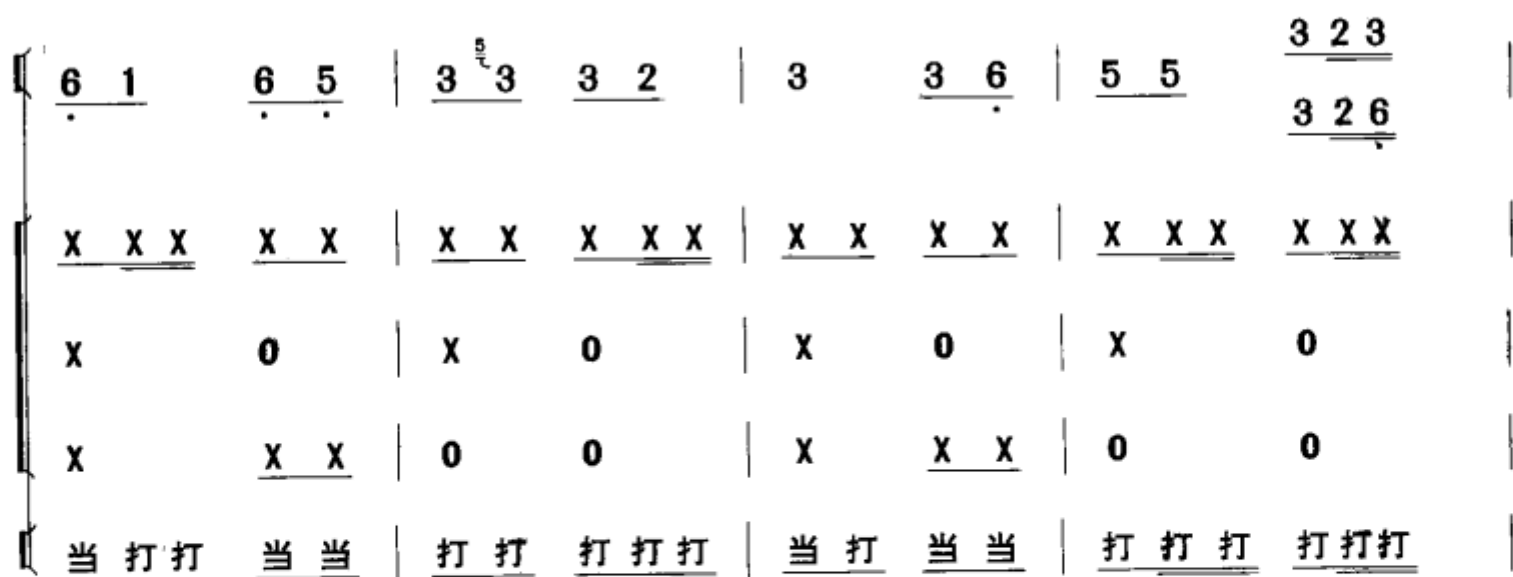 6 1 6 5 | 3 5 3 3 2 | 3 3 6 | 5 5 3 2 3 |
3 2 6
X X X X X | X X X X X | X X X X | X X X X X X |
X 0 | X 0 | X 0 | X 0 |
X X X | 0 0 | X X X | 0 0 |
当 打 打 当 当 | 打 打 打 打 打 | 当 打 当 当 | 打 打 打 打 打 打 |